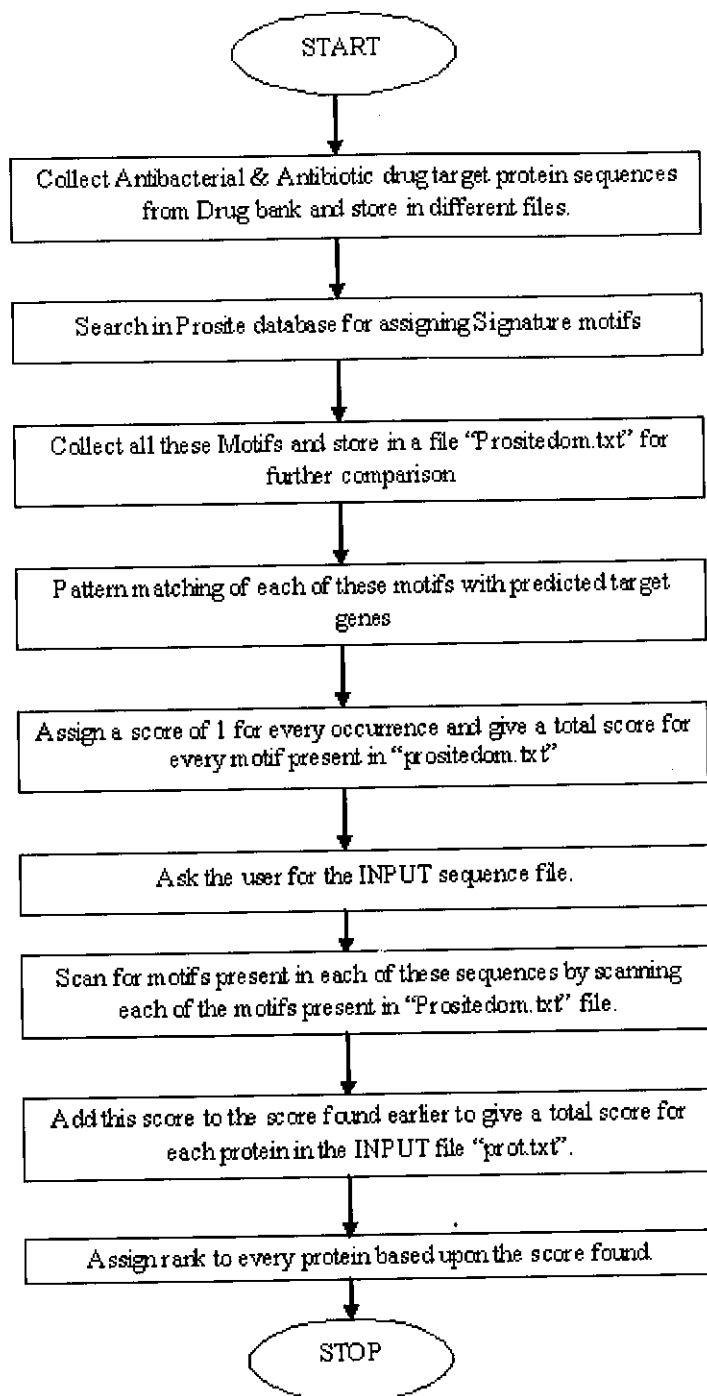 START
Collect Antibacterial & Antibiotic drug target protein sequences
from Drug bank and store in different files.
Search in Prosite database for assigning Signature motifs
Collect all these Motifs and store in a file “Prositedom.txt” for
further comparison
Pattern matching of each of these motifs with predicted target
genes
Assign a score of 1 for every occurrence and give a total score for
every motif present in “prositedom.txt”
Ask the user for the INPUT sequence file.
Scan for motifs present in each of these sequences by scanning
each of the motifs present in “Prositedom.txt” file.
Add this score to the score found earlier to give a total score for
each protein in the INPUT file “prot.txt”.
Assign rank to every protein based upon the score found.
STOP